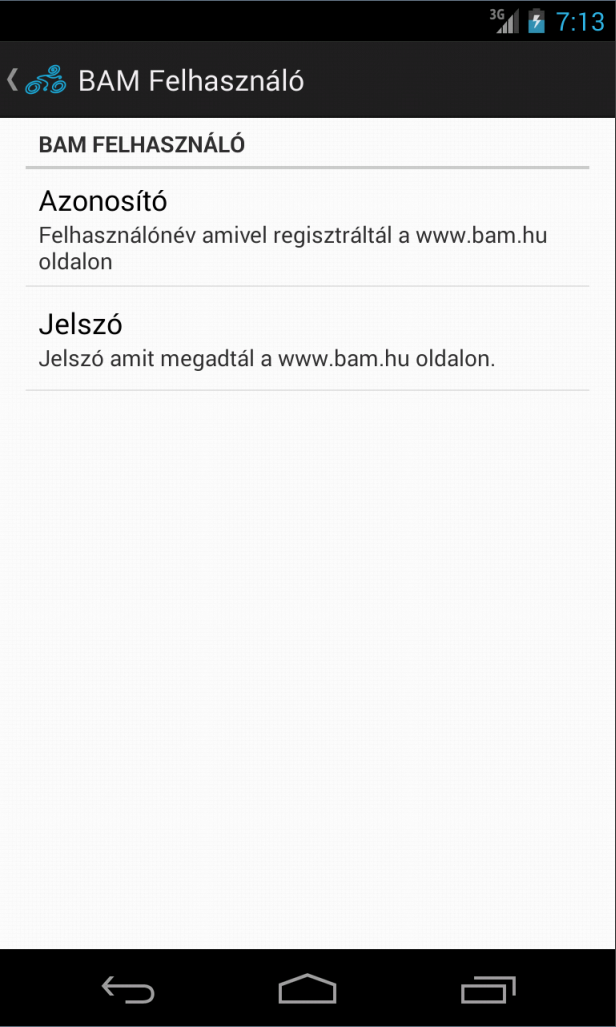 3G 7:13
BAM Felhasználó
BAM FELHASZNÁLÓ
Azonosító
Felhasználónév amivel regisztráltál a www.bam.hu
oldalon
Jelszó
Jelszó amit megadtál a www.bam.hu oldalon.